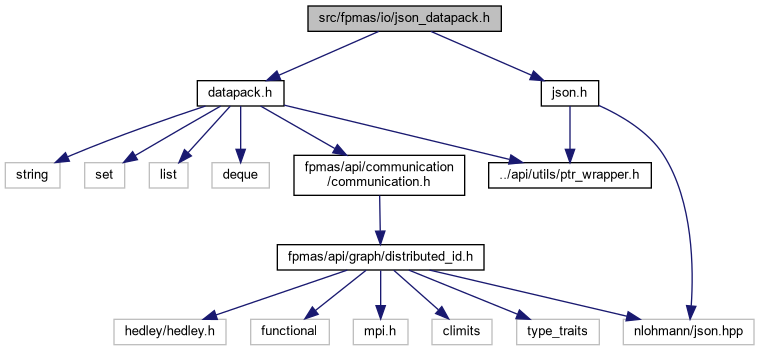 src/fpmas/io/json_datapack.h
datapack.h
json.h
string
set
list
deque
fpmas/api/communication
/communication.h
../api/utils/ptr_wrapper.h
fpmas/api/graph/distributed_id.h
hedley/hedley.h
functional
mpi.h
climits
type_traits
nlohmann/json.hpp